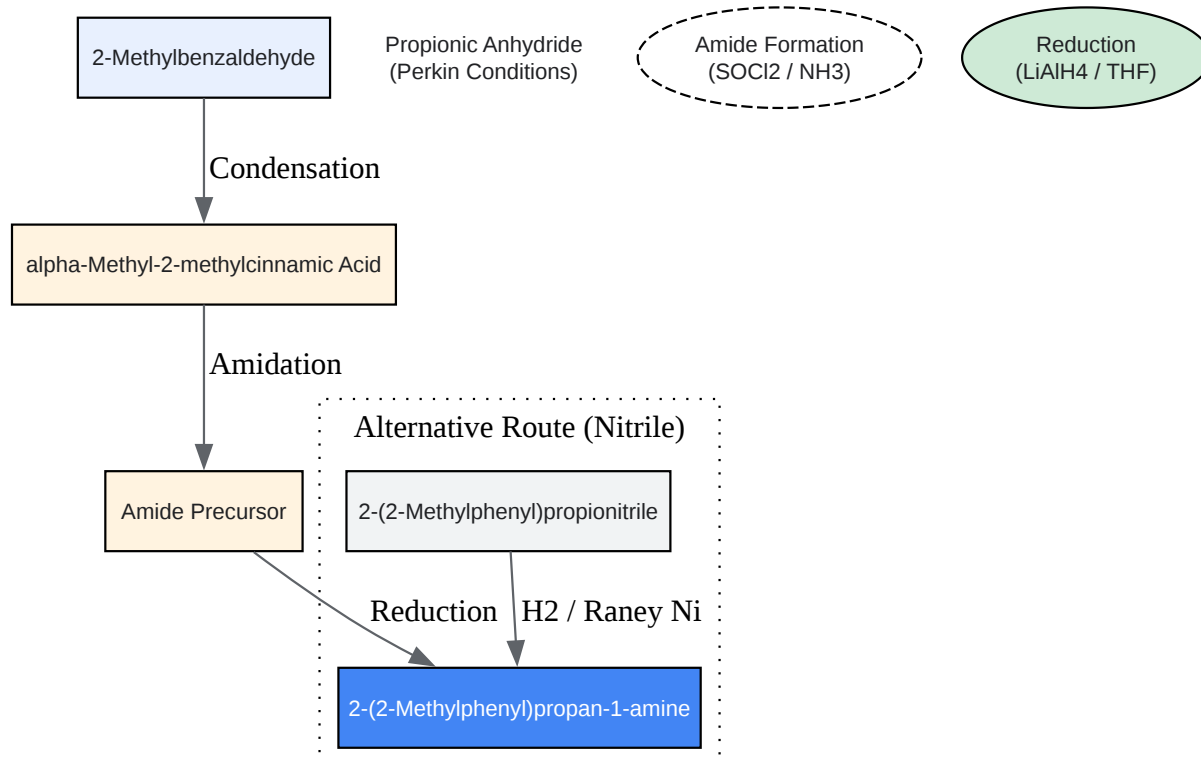 2-Methylbenzaldehyde
Propionic Anhydride
(Perkin Conditions)
Amide Formation
(SOCl2 / NH3)
Reduction
(LiAlH4 / THF)
Condensation
alpha-Methyl-2-methylcinnamic Acid
Amidation
Alternative Route (Nitrile)
Amide Precursor
2-(2-Methylphenyl)propionitrile
Reduction
H2 / Raney Ni
2-(2-Methylphenyl)propan-1-amine